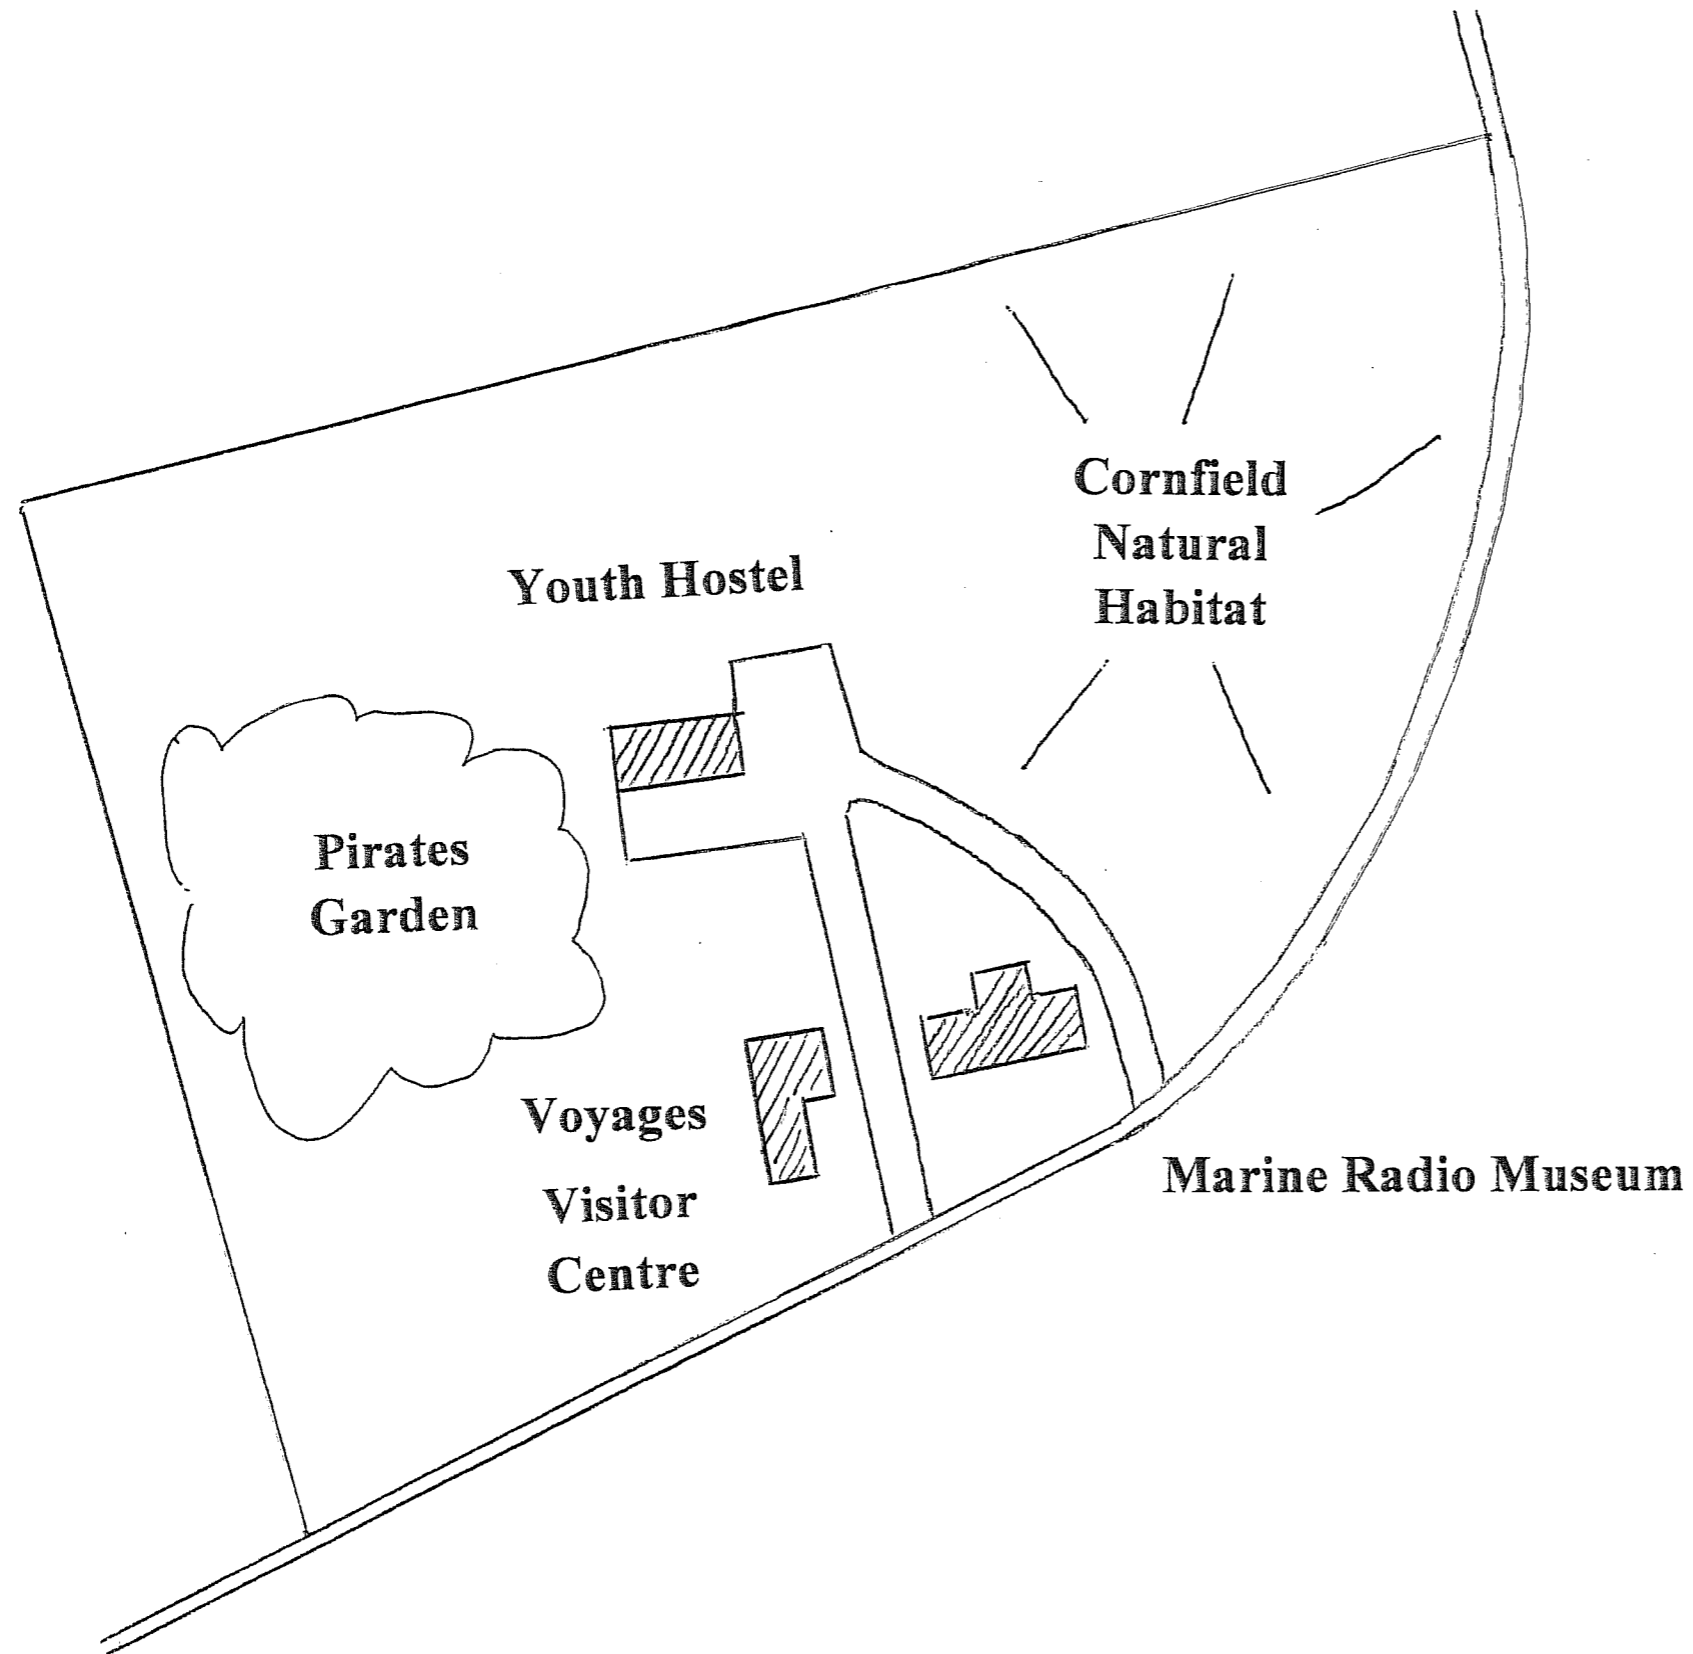 Cornfield
Natural
Habitat
Youth Hostel
Pirates
Garden
Voyages
Visitor
Centre
Marine Radio Museum